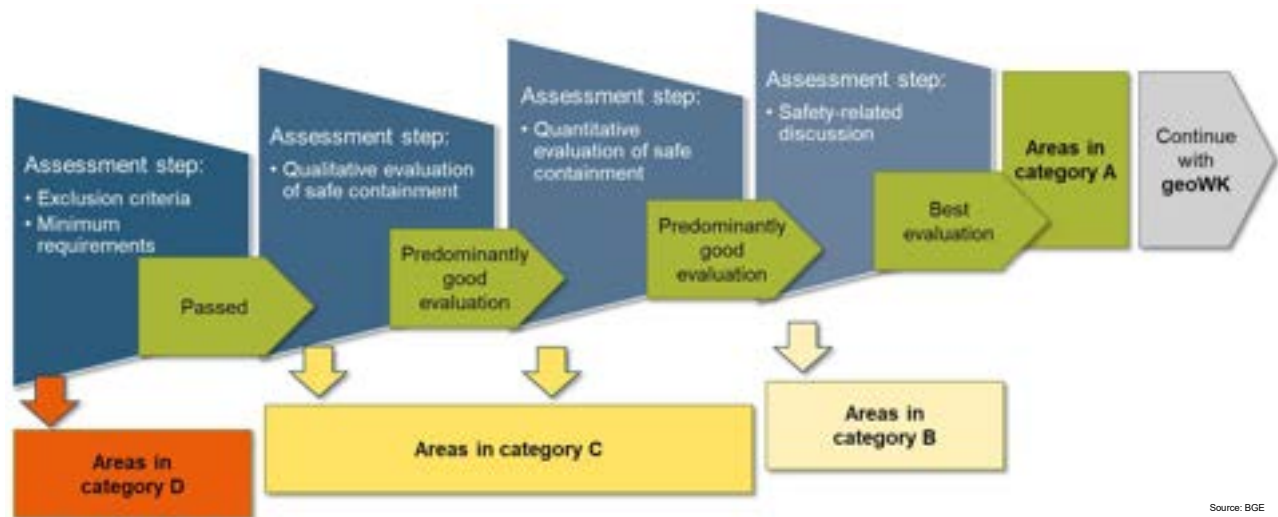 Assessment step:
• Exclusion criteria
• Minimum
requirements
Passed
Areas in
category D
Assessment step:
• Qualitative evaluation
of safe containment
Predominantly
good
evaluation
Assessment step:
• Quantitative
evaluation of safe
containment
Predominantly
good
evaluation
Areas in category C
Assessment step:
• Safety-related
discussion
Best
evaluation
Areas in
category B
Areas in
category A
Continue
with
geoWK
Source: BGE